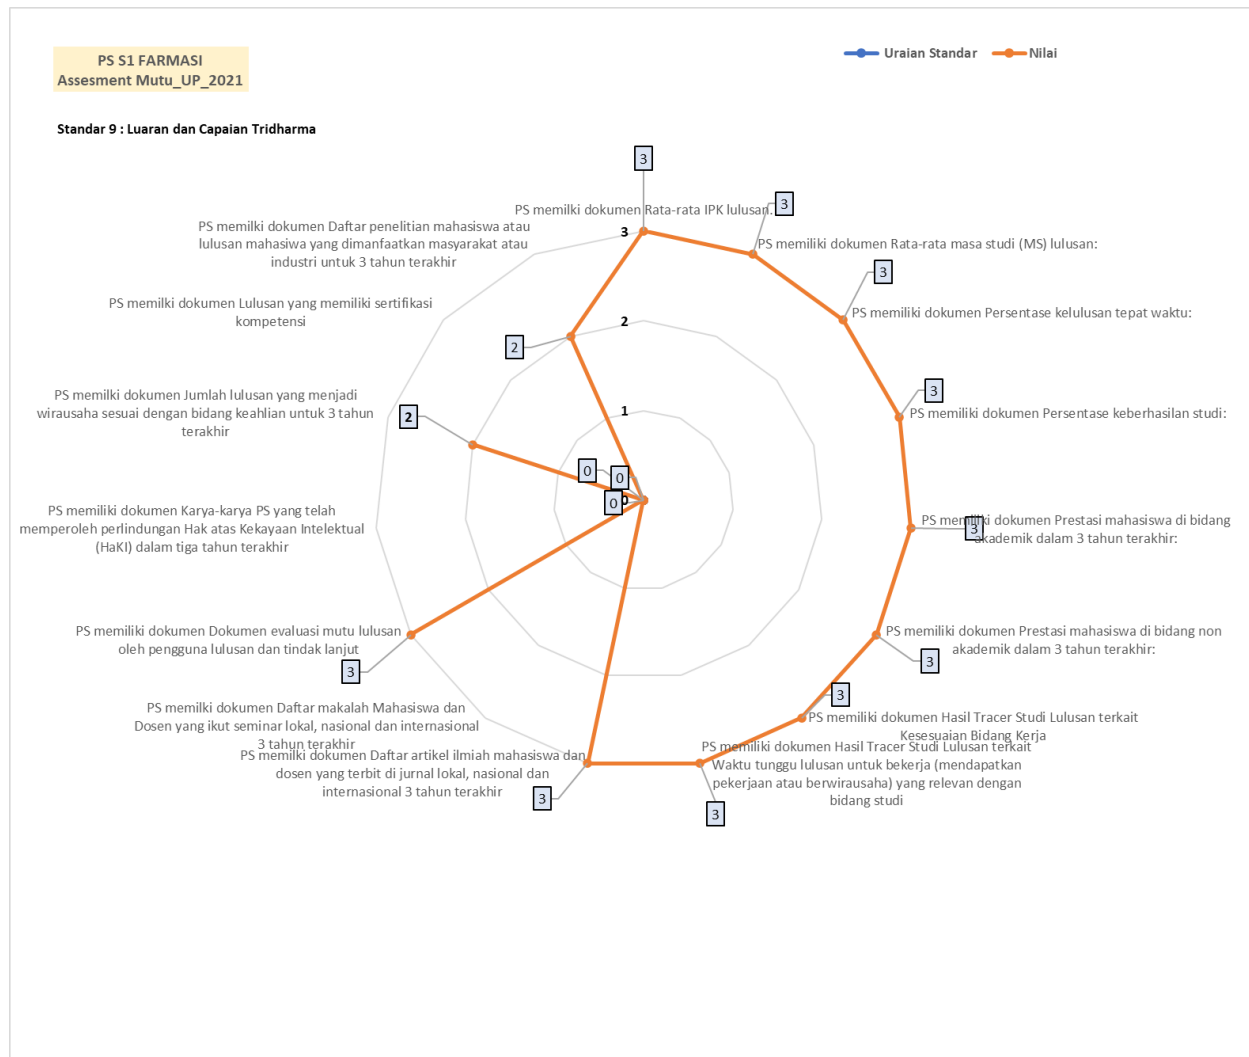 PS S1 FARMASI
Assesment Mutu_UP_2021
Uraian Standar
Nilai
Standar 9 : Luaran dan Capaian Tridharma
3
PS memilki dokumen Rata-rata IPK lulusan.
3
PS memiliki dokumen Rata-rata masa studi (MS) lulusan:
3
PS memiliki dokumen Persentase kelulusan tepat waktu:
3
PS memiliki dokumen Persentase keberhasilan studi:
3
PS memiliki dokumen Prestasi mahasiswa di bidang
akademik dalam 3 tahun terakhir:
3
PS memiliki dokumen Prestasi mahasiswa di bidang non
akademik dalam 3 tahun terakhir:
3
PS memiliki dokumen Hasil Tracer Studi Lulusan terkait
Kesesuaian Bidang Kerja
3
PS memiliki dokumen Hasil Tracer Studi Lulusan terkait
Waktu tunggu lulusan untuk bekerja (mendapatkan
pekerjaan atau berwirausaha) yang relevan dengan
bidang studi
3
PS memilki dokumen Daftar artikel ilmiah mahasiswa dan
dosen yang terbit di jurnal lokal, nasional dan
internasional 3 tahun terakhir
3
PS memilki dokumen Daftar makalah Mahasiswa dan
Dosen yang ikut seminar lokal, nasional dan internasional
3 tahun terakhir
0
PS memiliki dokumen Dokumen evaluasi mutu lulusan
oleh pengguna lulusan dan tindak lanjut
3
PS memiliki dokumen Karya-karya PS yang telah
memperoleh perlindungan Hak atas Kekayaan Intelektual
(HaKI) dalam tiga tahun terakhir
0
PS memilki dokumen Jumlah lulusan yang menjadi
wirausaha sesuai dengan bidang keahlian untuk 3 tahun
terakhir
2
PS memilki dokumen Lulusan yang memiliki sertifikasi
kompetensi
0
PS memilki dokumen Daftar penelitian mahasiswa atau
lulusan mahasiwa yang dimanfaatkan masyarakat atau
industri untuk 3 tahun terakhir
2
3
2
1
0